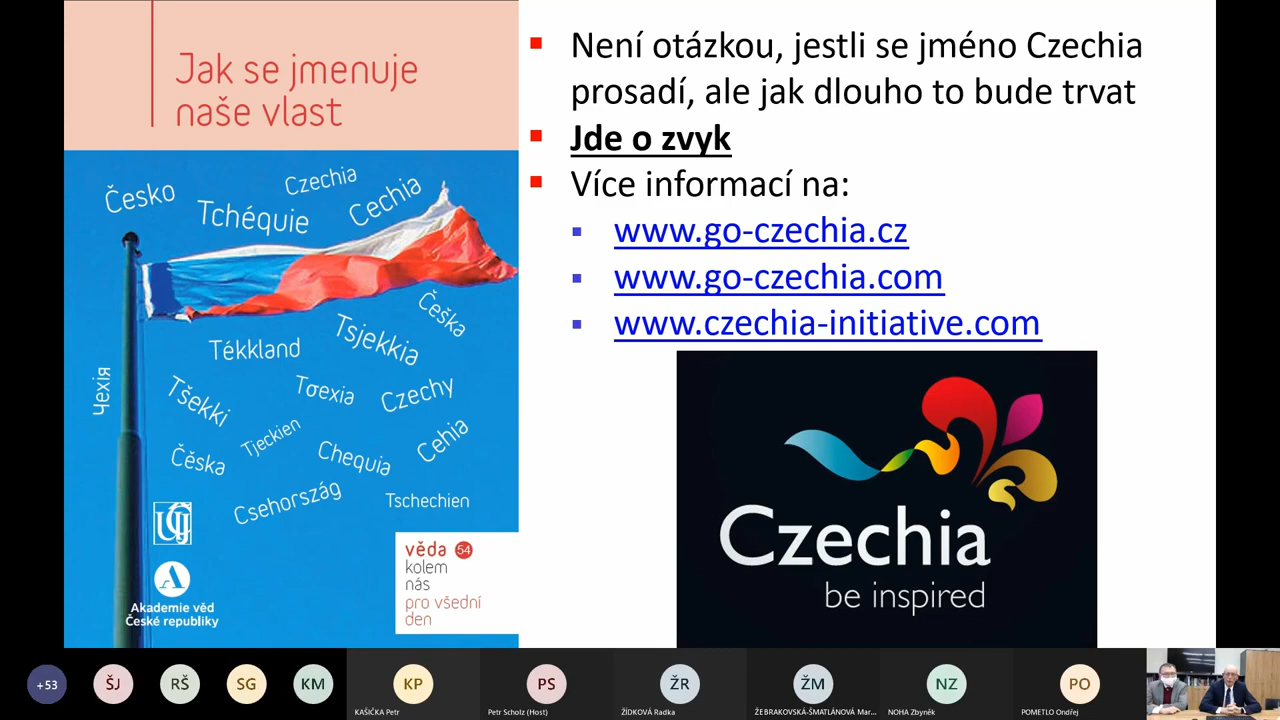 Jak se jmenuje
naše vlast
Česko
Tchéquie
Czechia
Cechia
Češka
Tsjekkia
Tékkland
Чехія
Tšekki
Τσεχία
Czechy
Tjeckien
Cehia
Chequia
Čěska
Csehország
Tschechien
Akademie věd
České republiky
věda 54
kolem
nás
pro všední
den
Není otázkou, jestli se jméno Czechia
prosadí, ale jak dlouho to bude trvat
Jde o zvyk
Více informací na:
www.go-czechia.cz
www.go-czechia.com
www.czechia-initiative.com
Czechia
be inspired
+53
ŠJ
RŠ
SG
KM
KP
KAŠIČKA Petr
PS
Petr Scholz (Host)
ŽR
ŽÍDKOVÁ Radka
ŽM
ŽEBRAKOVSKÁ-ŠMATLÁNOVÁ Mar...
NZ
NOHA Zbyněk
PO
POMETLO Ondřej